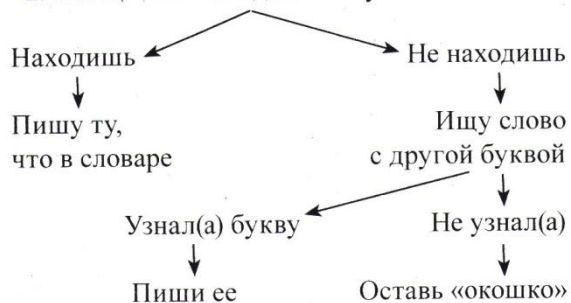 Находишь
Не находишь
Пишу ту,
что в словаре
Ищу слово
с другой буквой
Узнал(а) букву
Не узнал(а)
Пиши ее
Оставь «окошко»